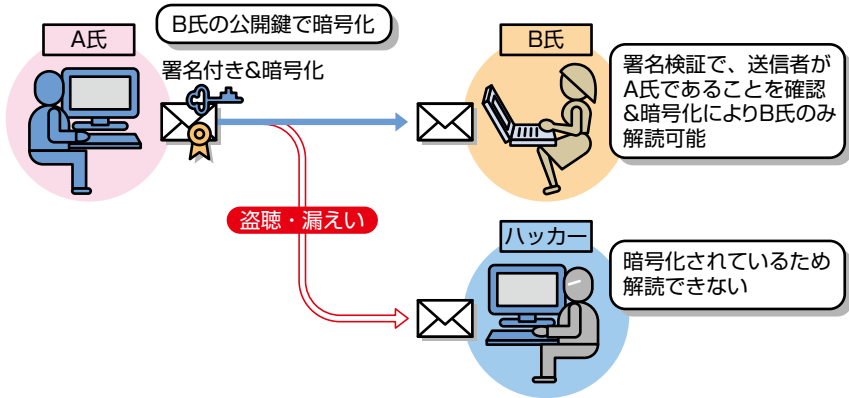 B氏の公開鍵で暗号化
A氏
署名付き&暗号化
B氏
署名検証で、送信者が
A氏であることを確認
&暗号化によりB氏のみ
解読可能
盗聴・漏えい
ハッカー
暗号化されているため
解読できない